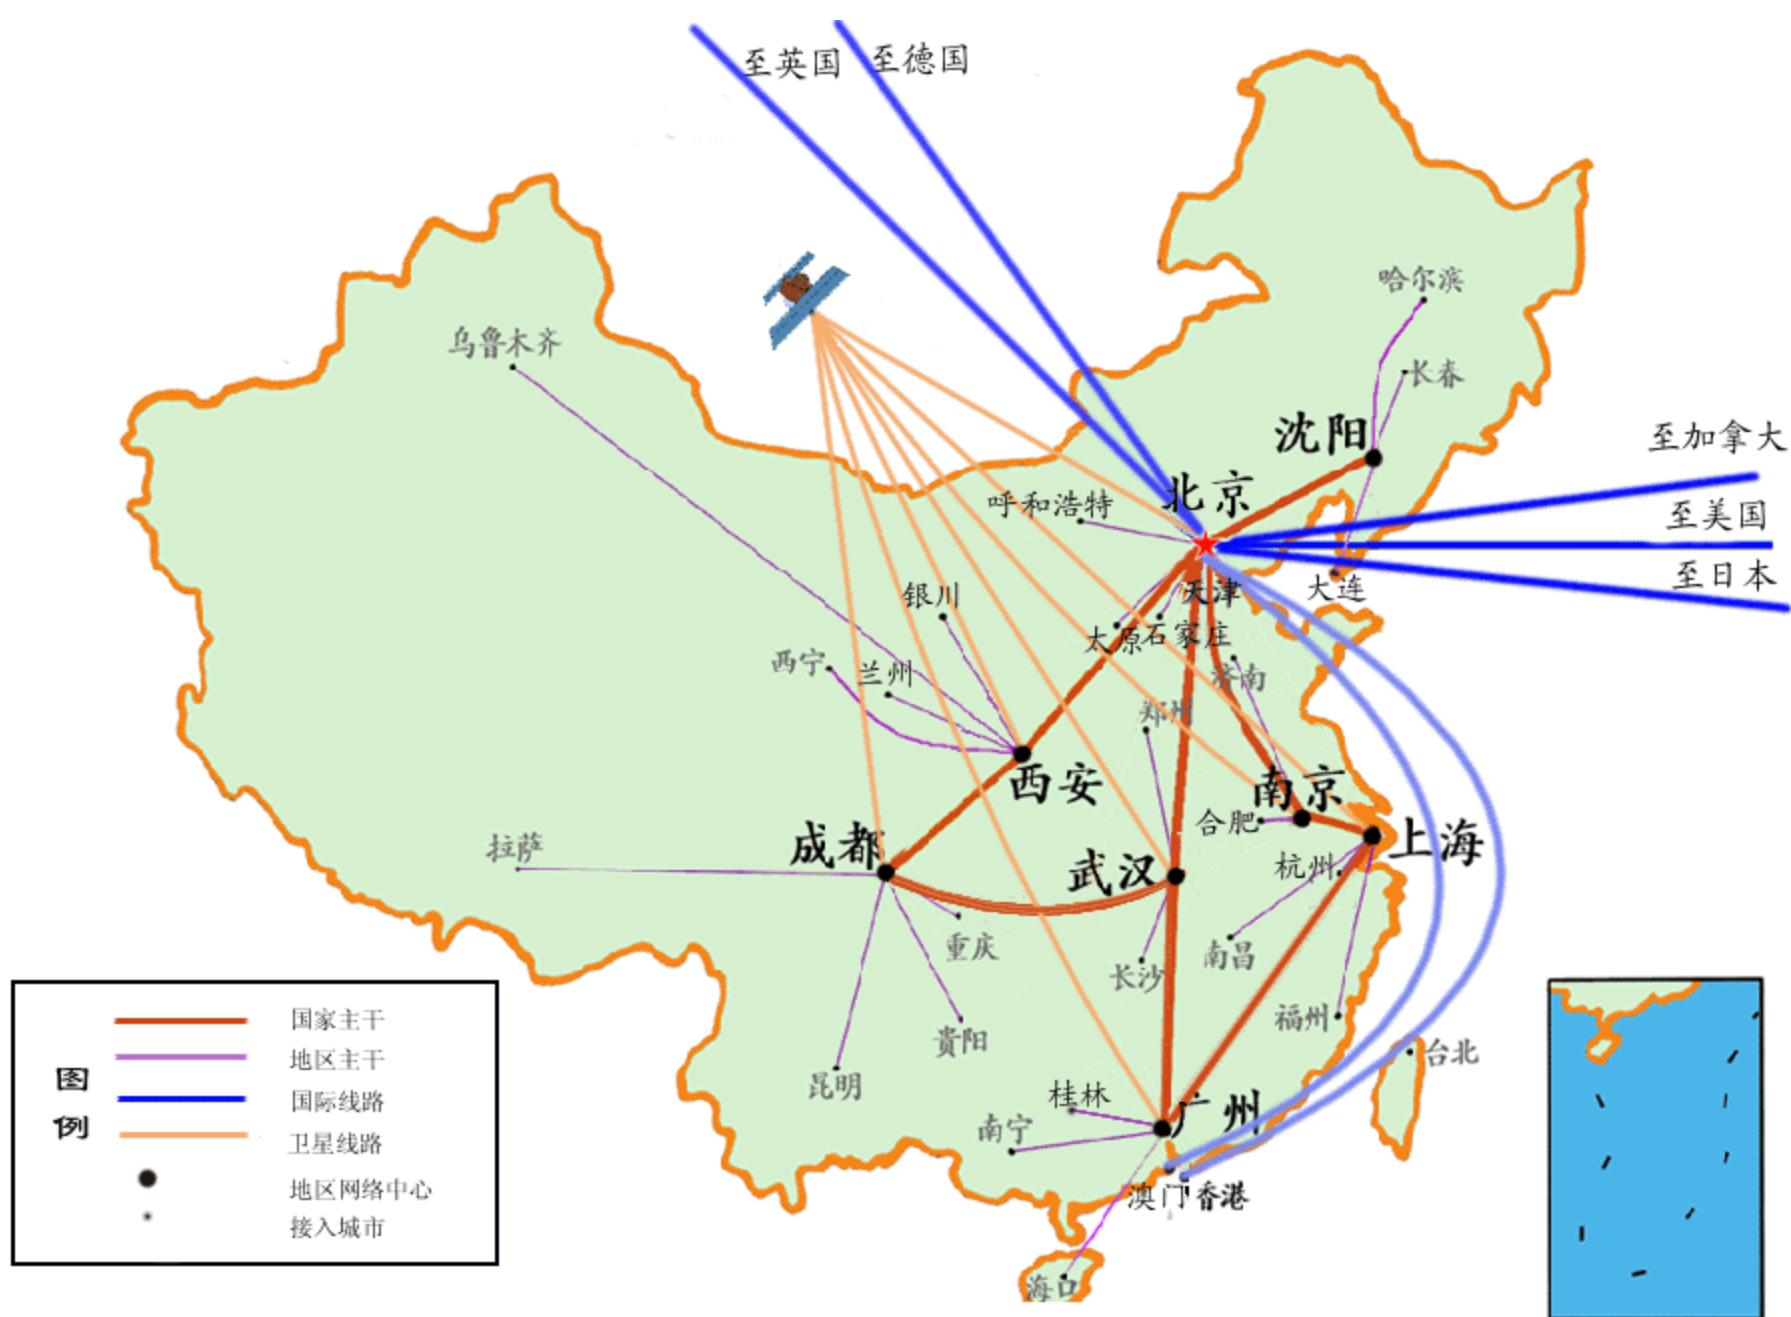 至英国
至德国
哈尔滨
乌鲁木齐
长春
沈阳
至加拿大
北京
呼和浩特
至美国
至日本
大连
天津
银川
太原
石家庄
西宁
兰州
济南
郑州
西安
南京
合肥
上海
成都
拉萨
武汉
杭州
重庆
长沙
南昌
福州
贵阳
台北
昆明
桂林
广州
南宁
澳门
香港
海口
图例
国家主干
地区主干
国际线路
卫星线路
地区网络中心
接入城市